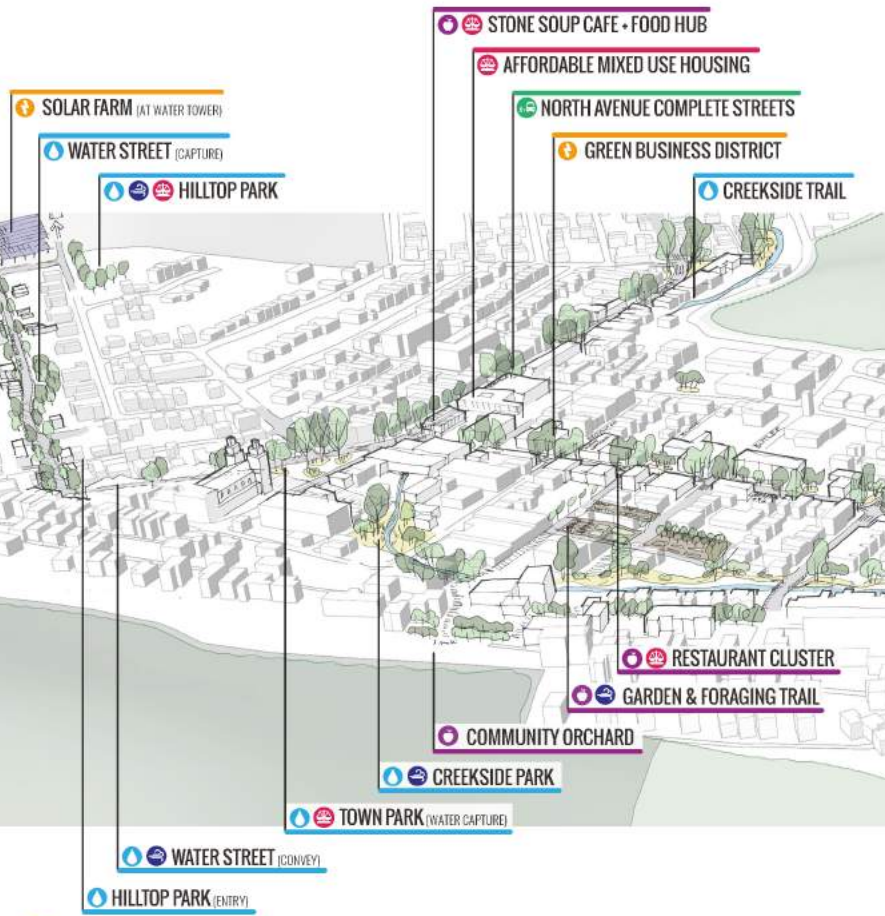 STONE SOUP CAFE + FOOD HUB
AFFORDABLE MIXED USE HOUSING
SOLAR FARM (AT WATER TOWER)
NORTH AVENUE COMPLETE STREETS
WATER STREET (CAPTURE)
GREEN BUSINESS DISTRICT
HILLTOP PARK
CREEKSIDE TRAIL
RESTAURANT CLUSTER
GARDEN & FORAGING TRAIL
COMMUNITY ORCHARD
CREEKSIDE PARK
TOWN PARK (WATER CAPTURE)
WATER STREET (CONVEY)
HILLTOP PARK (ENTRY)